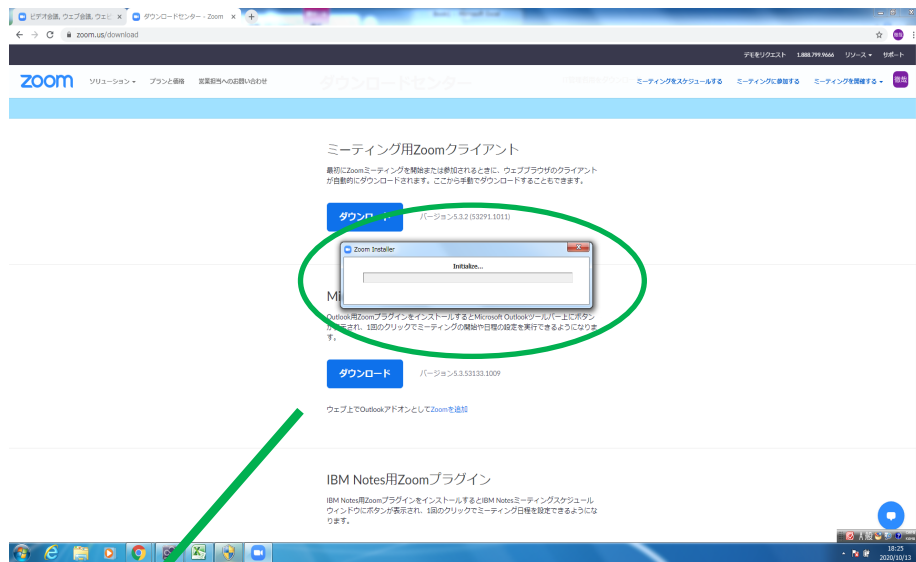 ビデオ会議, ウェブ会議, ウェビ
ダウンロードセンター - Zoom
zoom.us/download
デモをリクエスト 1.888.799.9666 リソース サポート
zoom ソリューション プランと価格 営業担当へのお問い合わせ ダウンロードセンター ミーティングをスケジュールする ミーティングに参加する ミーティングを開催する
ミーティング用Zoomクライアント
最初にZoomミーティングを開始または参加されるときに、ウェブブラウザのクライアント
が自動的にダウンロードされます。ここから手動でダウンロードすることもできます。
ダウンロード バージョン5.3.2 (53291.1011)
Zoom Installer
Initialize...
Mi
Outlook用ZoomプラグインをインストールするとMicrosoft Outlookツールバー上にボタン
が表示され、1回のクリックでミーティングの開始や日程の設定を実行できるようになりま
す。
ダウンロード バージョン5.3.53133.1009
ウェブ上でOutlookアドオンとしてZoomを追加
IBM Notes用Zoomプラグイン
IBM Notes用ZoomプラグインをインストールするとIBM Notesミーティングスケジュール
ウィンドウにボタンが表示され、1回のクリックでミーティング日程を設定できるようにな
ります。
A 般
18:25
2020/10/13